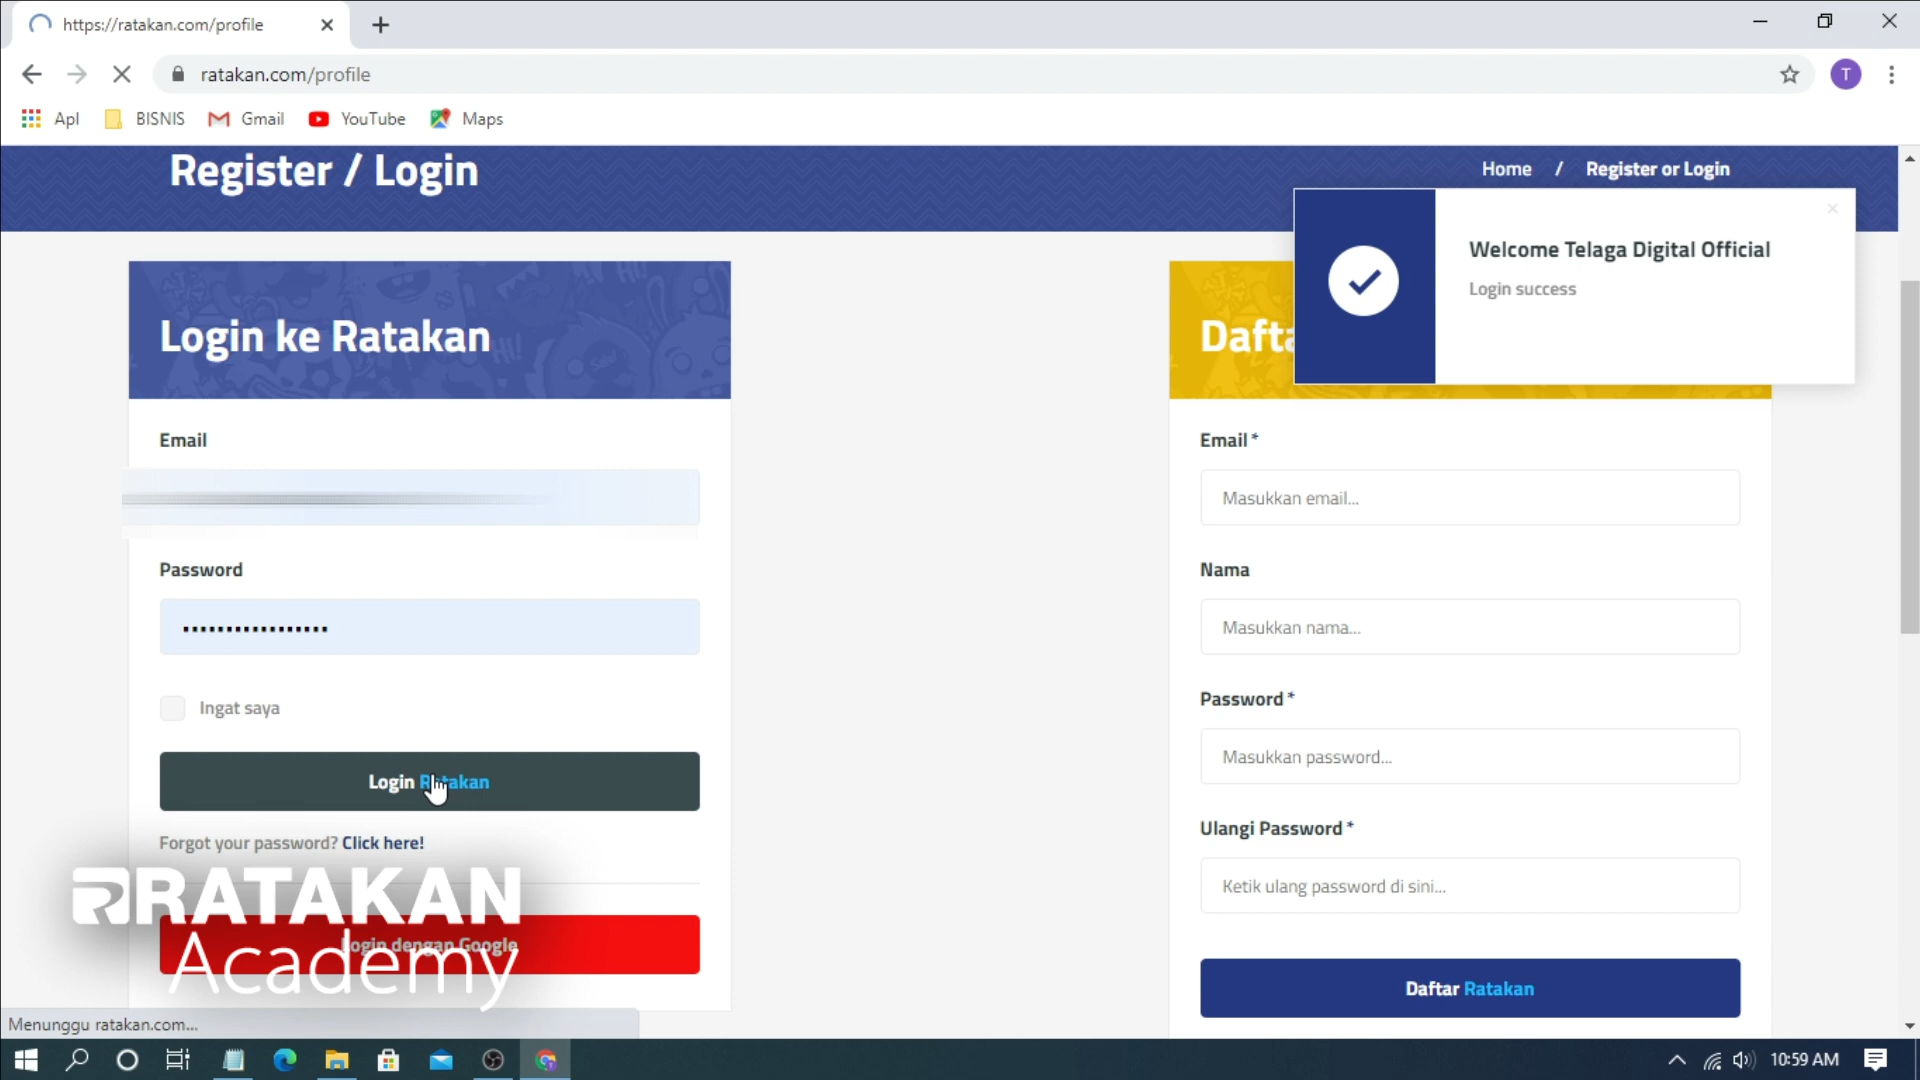 https://ratakan.com/profile
ratakan.com/profile
T
Apl
BISNIS
Gmail
YouTube
Maps
Register / Login
Home / Register or Login
Welcome Telaga Digital Official
Login success
Login ke Ratakan
Email
Password
Ingat saya
Login Ratakan
Forgot your password? Click here!
Login dengan Google
RATAKAN
Academy
Dafta
Email *
Masukkan email...
Nama
Masukkan nama...
Password *
Masukkan password...
Ulangi Password *
Ketik ulang password di sini...
Daftar Ratakan
Menunggu ratakan.com...
10:59 AM